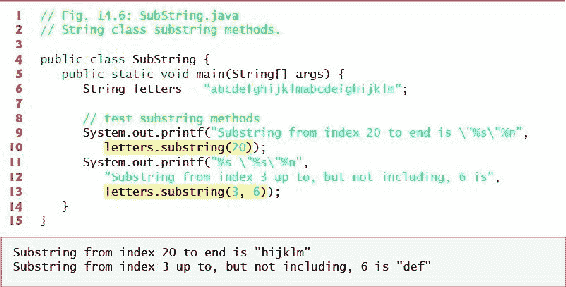 1 // Fig. 14.6: SubString.java
2 // String class substring methods.
3
4 public class SubString {
5 public static void main(String[] args) {
6 String letters = "abcdefghijklmabcdefghijklm";
7
8 // test substring methods
9 System.out.printf("Substring from index 20 to end is \"%s\"%n",
10 letters.substring(20));
11 System.out.printf("%s \"%s\"%n",
12 "Substring from index 3 up to, but not including, 6 is",
13 letters.substring(3, 6));
14 }
15 }
Substring from index 20 to end is "hijklm"
Substring from index 3 up to, but not including, 6 is "def"